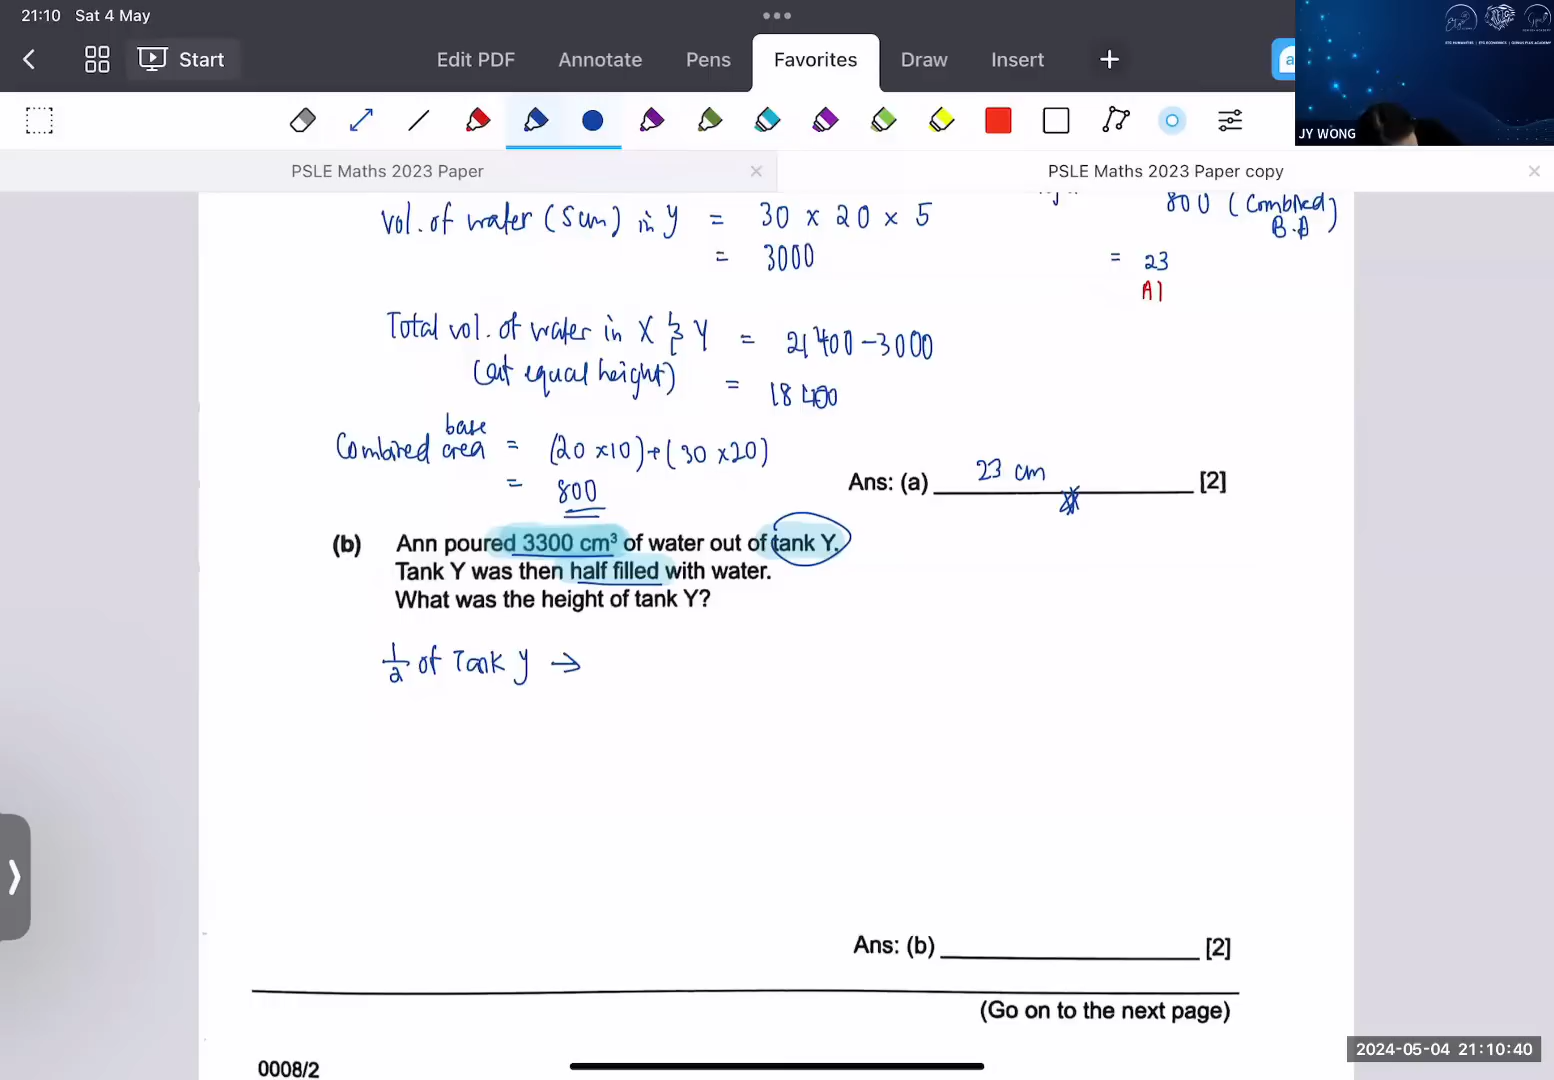 21:10 Sat 4 May
Start
Edit PDF
Annotate
Pens
Favorites
Draw
Insert
JY WONG
PSLE Maths 2023 Paper
PSLE Maths 2023 Paper copy
800 (Combined)
B.A
= 23
A1
Vol. of water (5cm) in Y = 30 x 20 x 5
= 3000
Total vol. of water in X & Y = 21400 - 3000
(at equal height) = 18400
base
Combined area = (20 x10)+(30 x20)
= 800
Ans: (a) 23 cm [2]
(b) Ann poured 3300 cm³ of water out of tank Y.
Tank Y was then half filled with water.
What was the height of tank Y?
1/2 of Tank Y →
Ans: (b) [2]
(Go on to the next page)
0008/2
2024-05-04 21:10:40